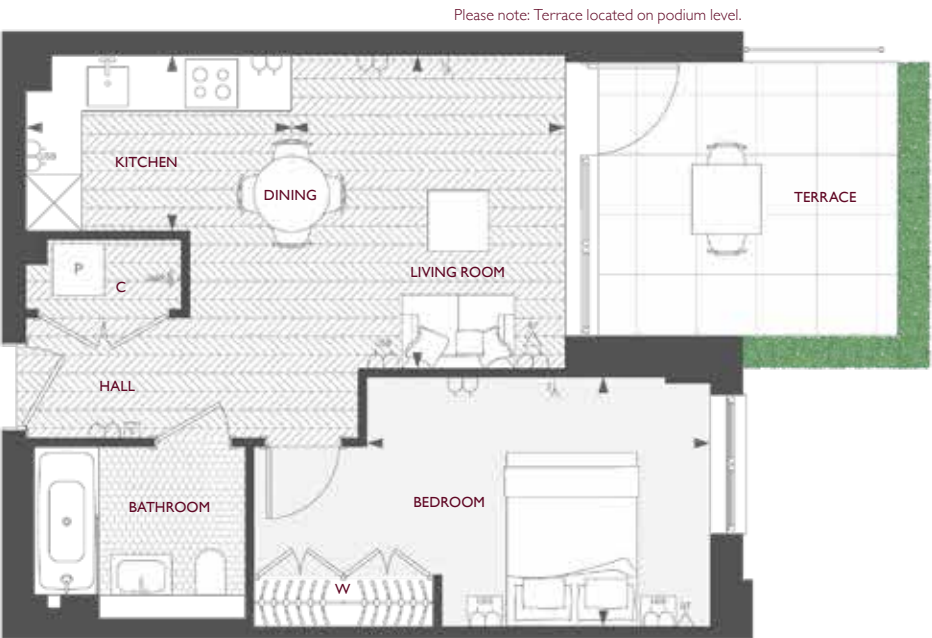 Please note: Terrace located on podium level.
KITCHEN
DINING
TERRACE
LIVING ROOM
P
C
HALL
BEDROOM
BATHROOM
W